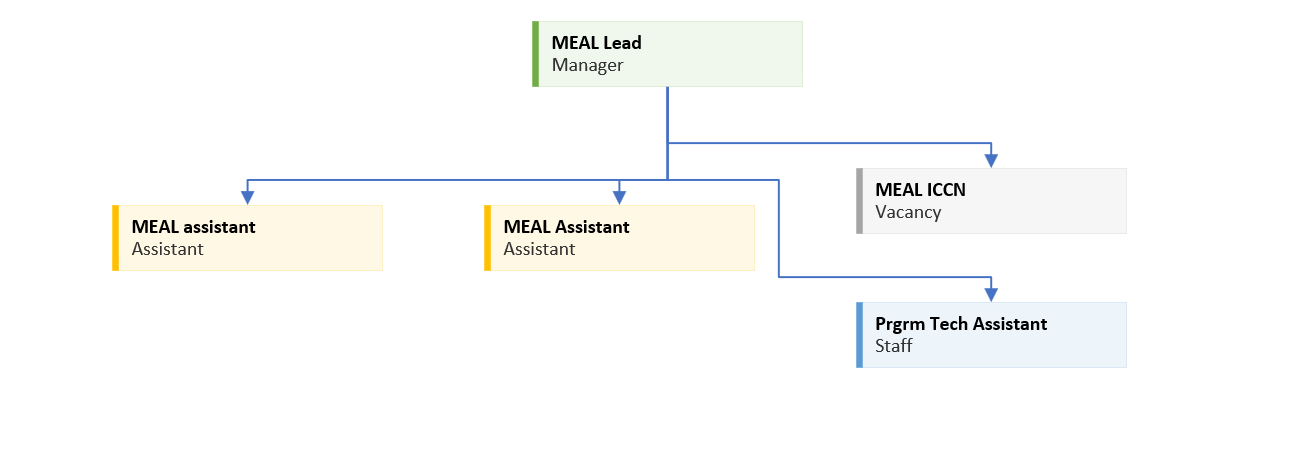 MEAL Lead
Manager
MEAL ICCN
Vacancy
MEAL assistant
Assistant
MEAL Assistant
Assistant
Prgrm Tech Assistant
Staff